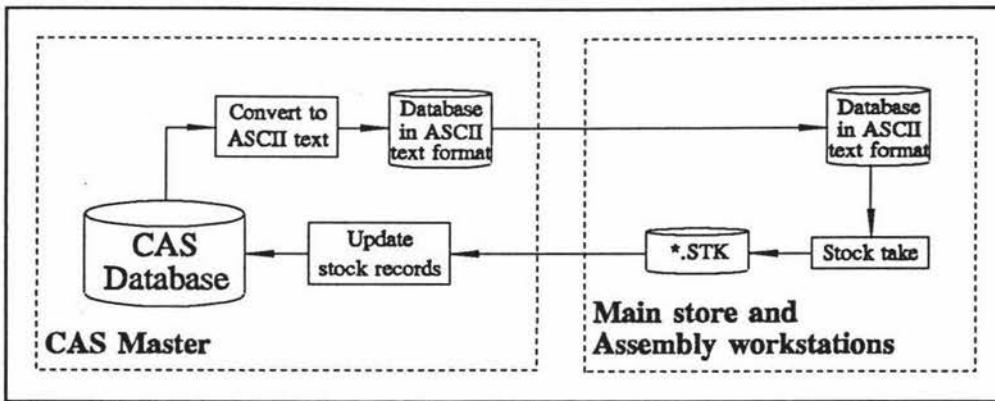 Convert to
ASCII text
Database
in ASCII
text format
Database
in ASCII
text format
CAS
Database
Update
stock records
*.STK
Stock take
CAS Master
Main store and
Assembly workstations